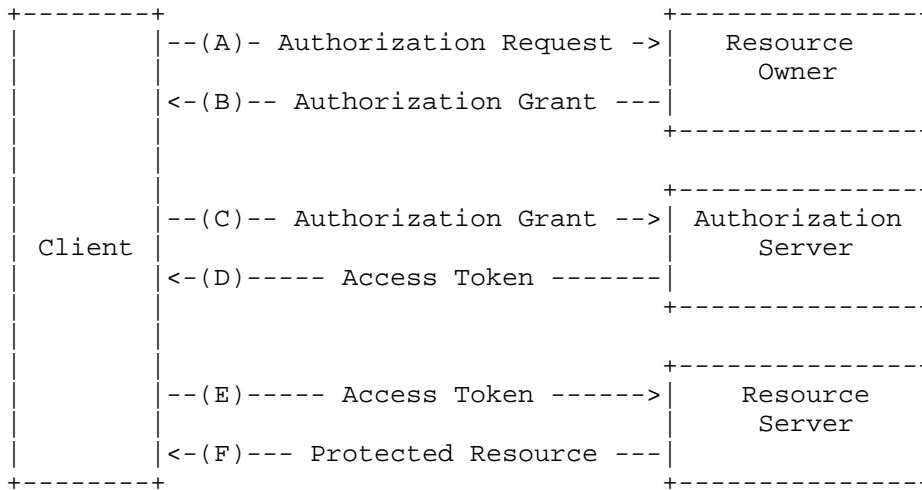 +--------+                               +---------------
|        |--(A)- Authorization Request ->|   Resource
|        |                               |     Owner
|        |<-(B)-- Authorization Grant ---|
|        |                               +---------------
|        |
|        |                               +---------------
|        |--(C)-- Authorization Grant -->| Authorization
| Client |                               |     Server
|        |<-(D)----- Access Token -------|
|        |                               +---------------
|        |
|        |                               +---------------
|        |--(E)----- Access Token ------>|    Resource
|        |                               |     Server
|        |<-(F)--- Protected Resource ---|
+--------+                               +---------------